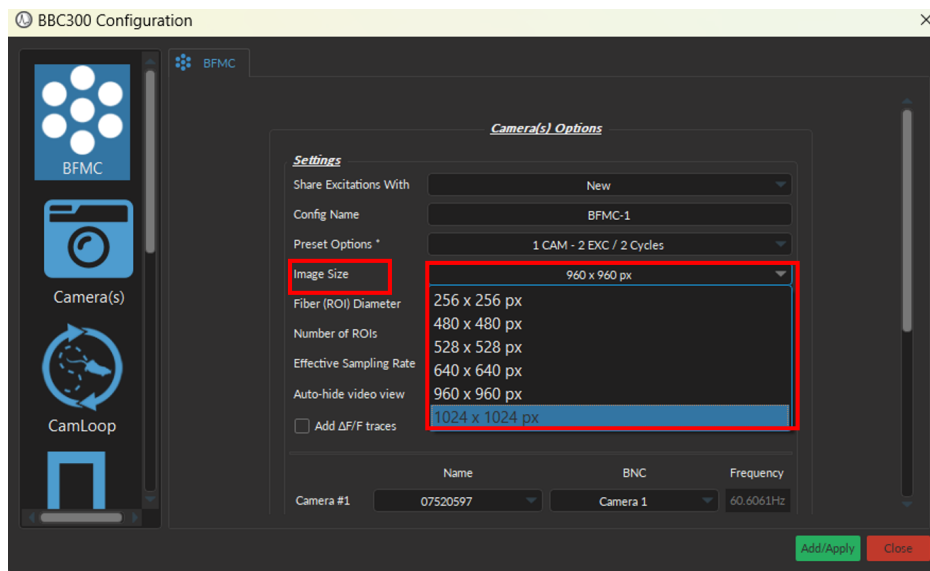 BBC300 Configuration
BFMC
BFMC
Camera(s) Options
Settings
Share Excitations With New
Config Name BFMC-1
Preset Options * 1 CAM - 2 EXC / 2 Cycles
Image Size 960 x 960 px
Fiber (ROI) Diameter 256 x 256 px
480 x 480 px
Number of ROIs 528 x 528 px
Effective Sampling Rate 640 x 640 px
Auto-hide video view 960 x 960 px
Add ΔF/F traces 1024 x 1024 px
Camera(s)
CamLoop
Name BNC Frequency
Camera #1 07520597 Camera 1 60.6061Hz
Add/Apply Close